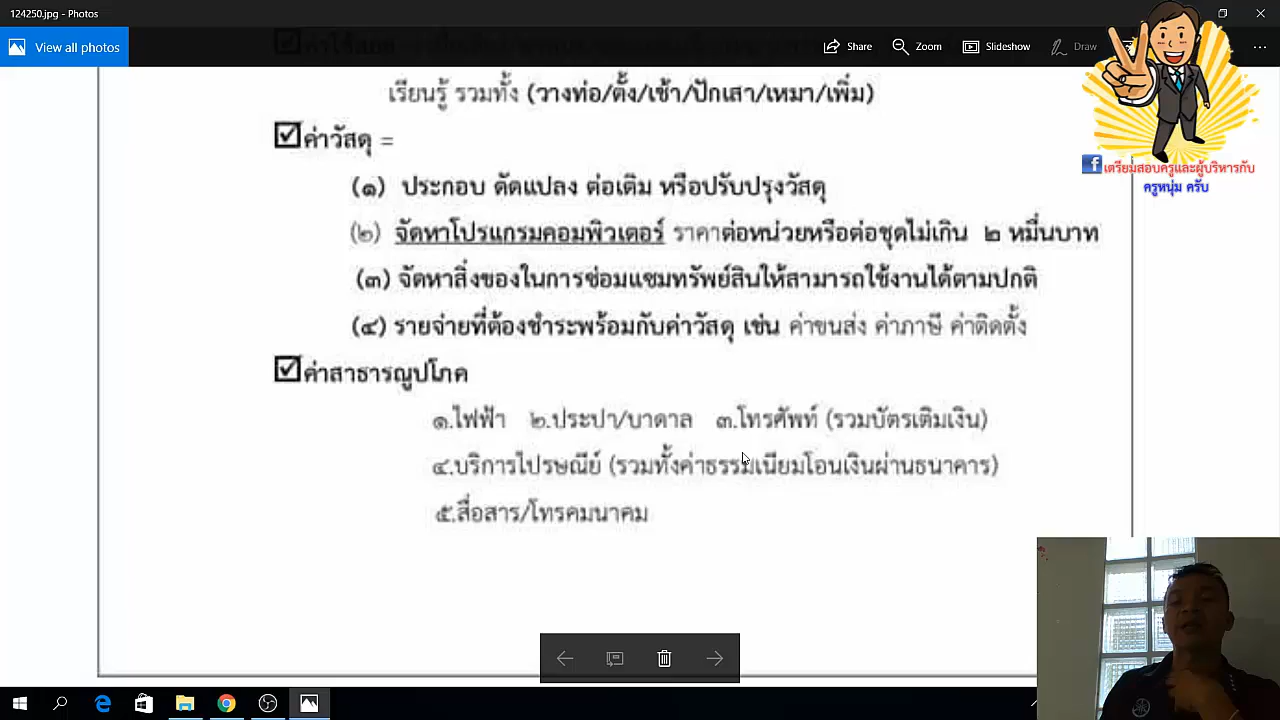 124250.jpg - Photos
View all photos
Share
Zoom
Slideshow
Draw
เรียนรู้ รวมทั้ง (วางท่อ/ตั้ง/เช้า/ปักเสา/เหมา/เพิ่ม)
ค่าวัสดุ =
(๑) ประกอบ ดัดแปลง ต่อเติม หรือปรับปรุงวัสดุ
(๒) จัดหาโปรแกรมคอมพิวเตอร์ ราคาต่อหน่วยหรือต่อชุดไม่เกิน ๒ หมื่นบาท
(๓) จัดหาสิ่งของในการซ่อมแซมทรัพย์สินให้สามารถใช้งานได้ตามปกติ
(๔) รายจ่ายที่ต้องชำระพร้อมกับค่าวัสดุ เช่น ค่าขนส่ง ค่าภาษี ค่าติดตั้ง
ค่าสาธารณูปโภค
๑.ไฟฟ้า ๒.ประปา/บาดาล ๓.โทรศัพท์ (รวมบัตรเติมเงิน)
๔.บริการไปรษณีย์ (รวมทั้งค่าธรรมเนียมโอนเงินผ่านธนาคาร)
๕.สื่อสาร/โทรคมนาคม
f เตรียมสอบครูและผู้บริหารกับ
ครูหนุ่ม ครับ